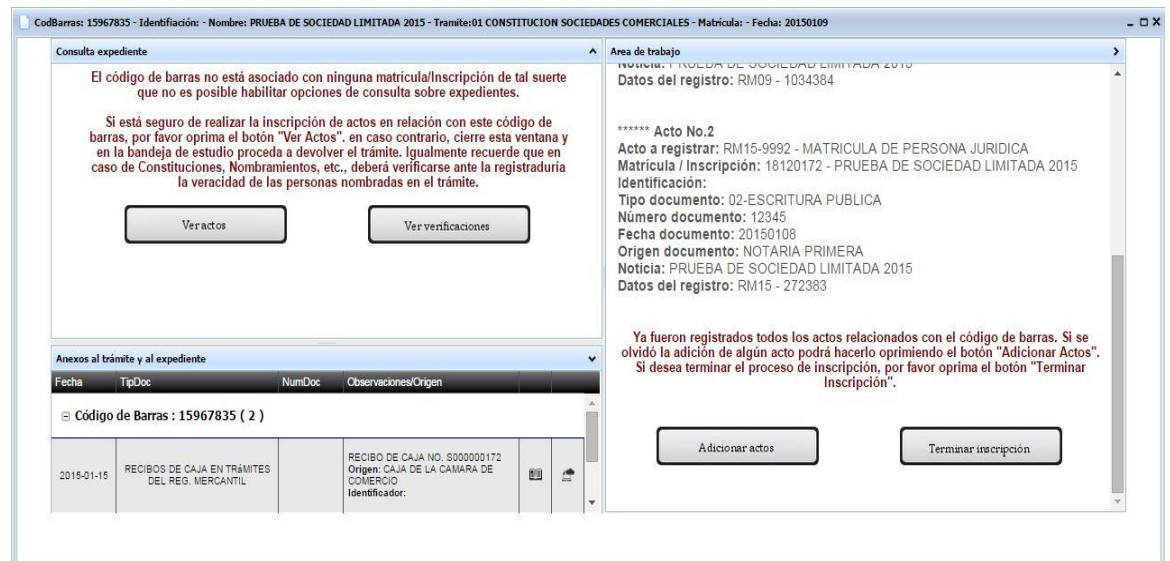 CodBarras: 15967835 - Identifiación: - Nombre: PRUEBA DE SOCIEDAD LIMITADA 2015 - Tramite:01 CONSTITUCION SOCIEDADES COMERCIALES - Matrícula: - Fecha: 20150109
Consulta expediente
El código de barras no está asociado con ninguna matrícula/Inscripción de tal suerte
que no es posible habilitar opciones de consulta sobre expedientes.
Si está seguro de realizar la inscripción de actos en relación con este código de
barras, por favor oprima el botón "Ver Actos". en caso contrario, cierre esta ventana y
en la bandeja de estudio proceda a devolver el trámite. Igualmente recuerde que en
caso de Constituciones, Nombramientos, etc., deberá verificarse ante la registraduría
la veracidad de las personas nombradas en el trámite.
Ver actos
Ver verificaciones
Anexos al trámite y al expediente
Fecha TipDoc NumDoc Observaciones/Origen
Código de Barras : 15967835 ( 2 )
2015-01-15
RECIBOS DE CAJA EN TRáMITES
DEL REG. MERCANTIL
RECIBO DE CAJA NO. S000000172
Origen: CAJA DE LA CAMARA DE
COMERCIO
Identificador:
Area de trabajo
Noticia: PRUEBA DE SOCIEDAD LIMITADA 2015
Datos del registro: RM09 - 1034384
****** Acto No.2
Acto a registrar: RM15-9992 - MATRICULA DE PERSONA JURIDICA
Matrícula / Inscripción: 18120172 - PRUEBA DE SOCIEDAD LIMITADA 2015
Identificación:
Tipo documento: 02-ESCRITURA PUBLICA
Número documento: 12345
Fecha documento: 20150108
Origen documento: NOTARIA PRIMERA
Noticia: PRUEBA DE SOCIEDAD LIMITADA 2015
Datos del registro: RM15 - 272383
Ya fueron registrados todos los actos relacionados con el código de barras. Si se
olvidó la adición de algún acto podrá hacerlo oprimiendo el botón "Adicionar Actos".
Si desea terminar el proceso de inscripción, por favor oprima el botón "Terminar
Inscripción".
Adicionar actos
Terminar inscripción